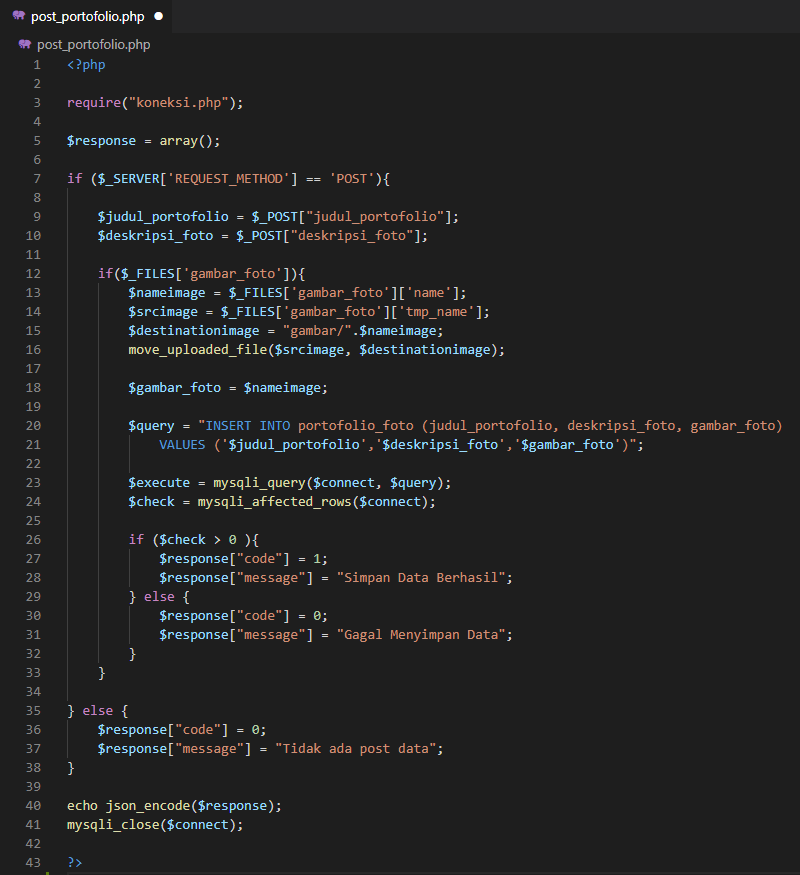 post_portofolio.php
post_portofolio.php
1 <?php
2
3 require("koneksi.php");
4
5 $response = array();
6
7 if ($_SERVER['REQUEST_METHOD'] == 'POST'){
8
9 $judul_portofolio = $_POST["judul_portofolio"];
10 $deskripsi_foto = $_POST["deskripsi_foto"];
11
12 if($_FILES['gambar_foto']){
13 $nameimage = $_FILES['gambar_foto']['name'];
14 $srcimage = $_FILES['gambar_foto']['tmp_name'];
15 $destinationimage = "gambar/".$nameimage;
16 move_uploaded_file($srcimage, $destinationimage);
17
18 $gambar_foto = $nameimage;
19
20 $query = "INSERT INTO portofolio_foto (judul_portofolio, deskripsi_foto, gambar_foto)
21 VALUES ('$judul_portofolio','$deskripsi_foto','$gambar_foto')";
22
23 $execute = mysqli_query($connect, $query);
24 $check = mysqli_affected_rows($connect);
25
26 if ($check > 0 ){
27 $response["code"] = 1;
28 $response["message"] = "Simpan Data Berhasil";
29 } else {
30 $response["code"] = 0;
31 $response["message"] = "Gagal Menyimpan Data";
32 }
33 }
34
35 } else {
36 $response["code"] = 0;
37 $response["message"] = "Tidak ada post data";
38 }
39
40 echo json_encode($response);
41 mysqli_close($connect);
42
43 ?>